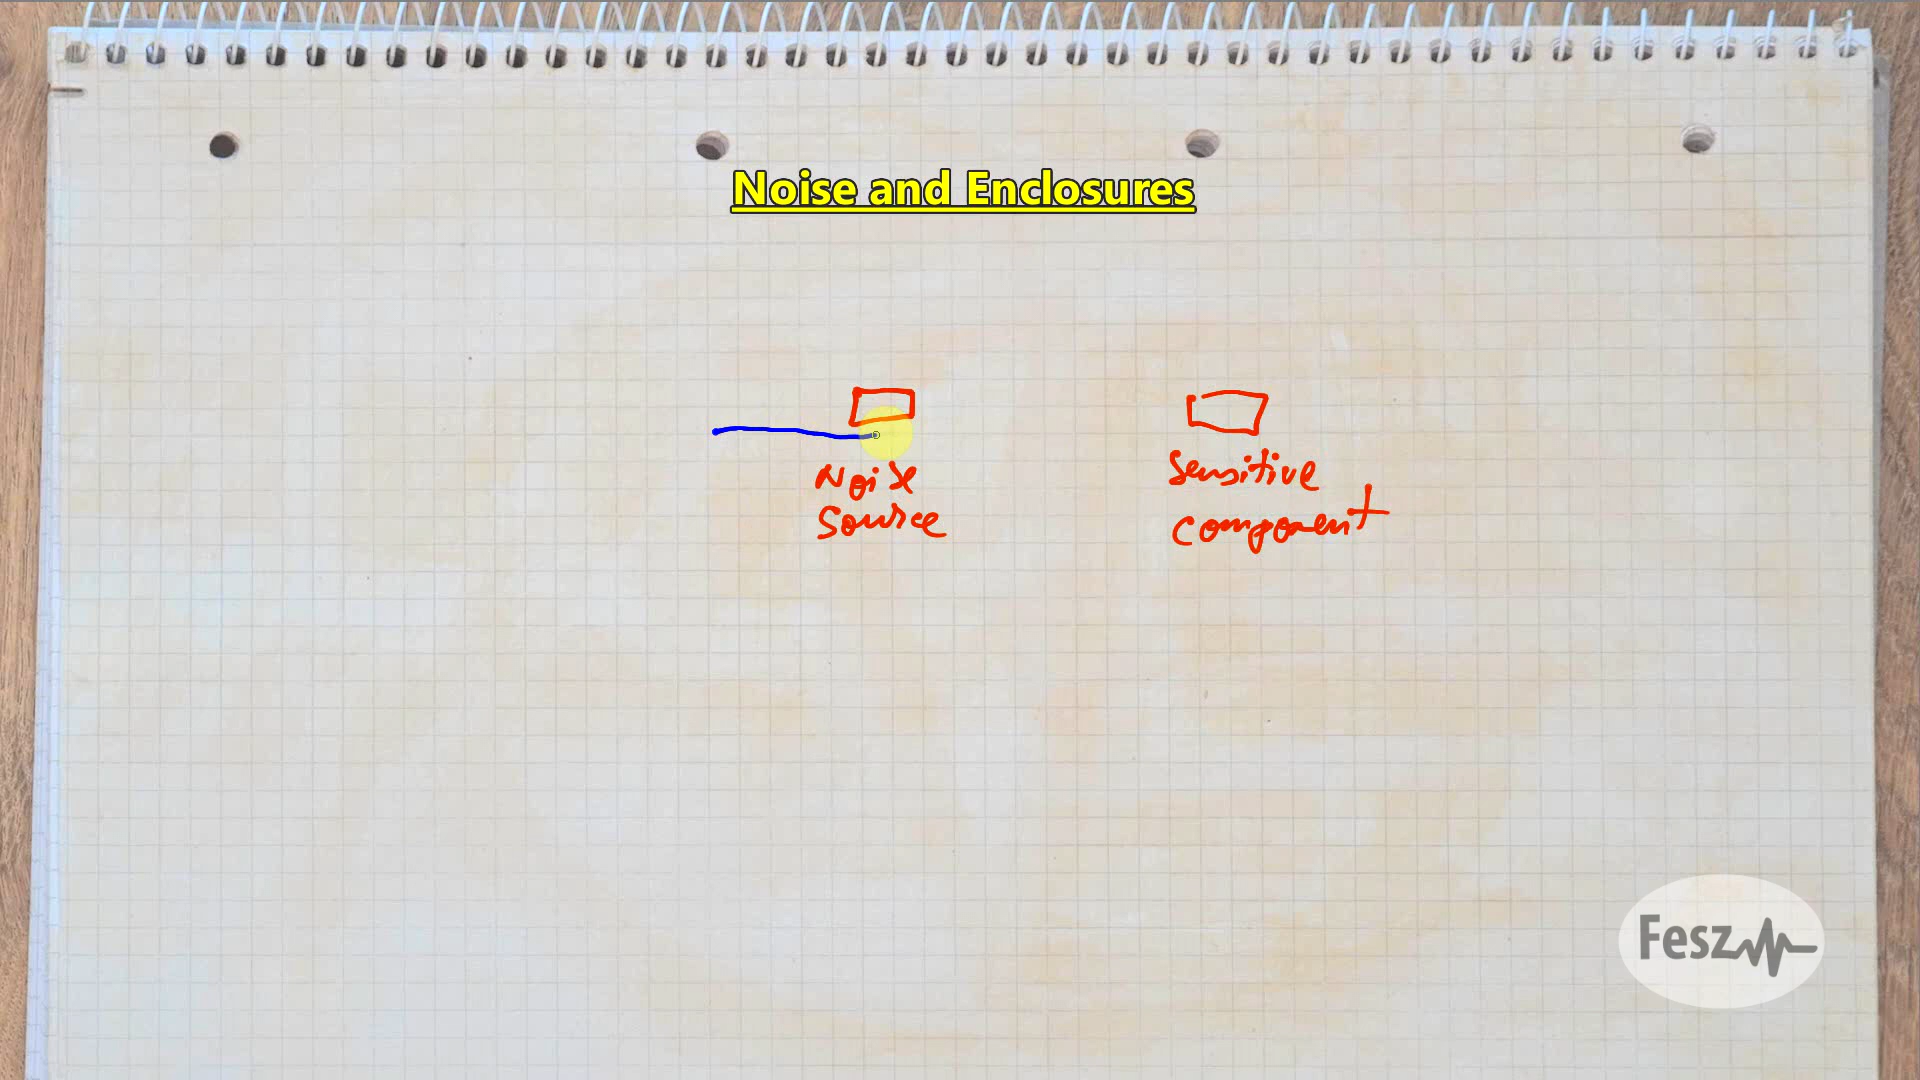 Noise and Enclosures
Noise
Source
Sensitive
Component
Fesz